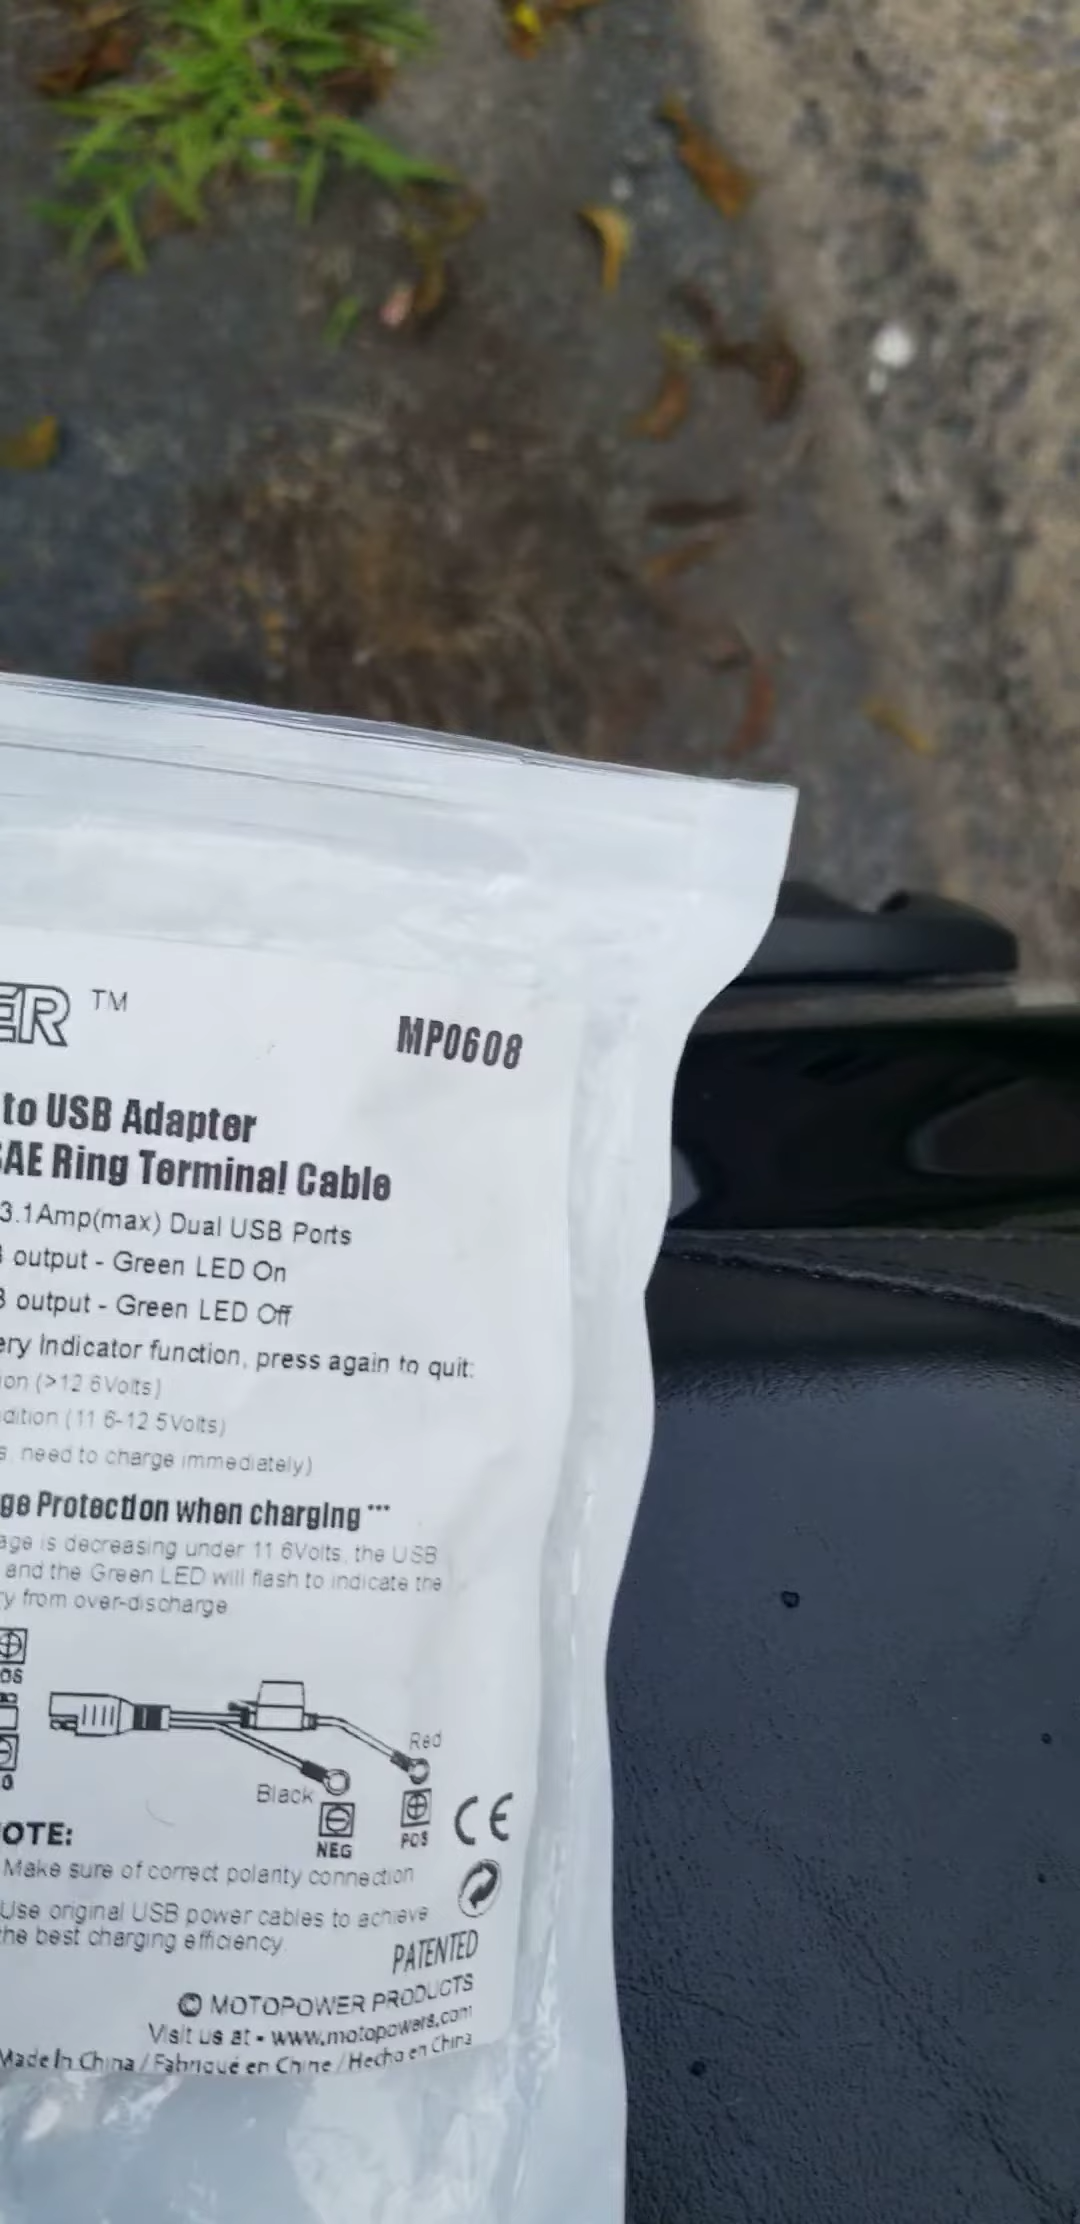 ER ™
MP0608
to USB Adapter
SAE Ring Terminal Cable
3.1Amp(max) Dual USB Ports
output - Green LED On
B output - Green LED Off
ery Indicator function, press again to quit:
ion (>12.6Volts)
dition (11.6-12.5Volts)
s, need to charge immediately)
ge Protection when charging ***
age is decreasing under 11.6Volts, the USB
and the Green LED will flash to indicate the
ry from over-discharge
OS
Red
Black
NEG
POS
CE
OTE:
Make sure of correct polarity connection
Use original USB power cables to achieve
the best charging efficiency.
PATENTED
© MOTOPOWER PRODUCTS
Visit us at - www.motopowers.com
Made In China / Fabriqué en Chine / Hecho en China